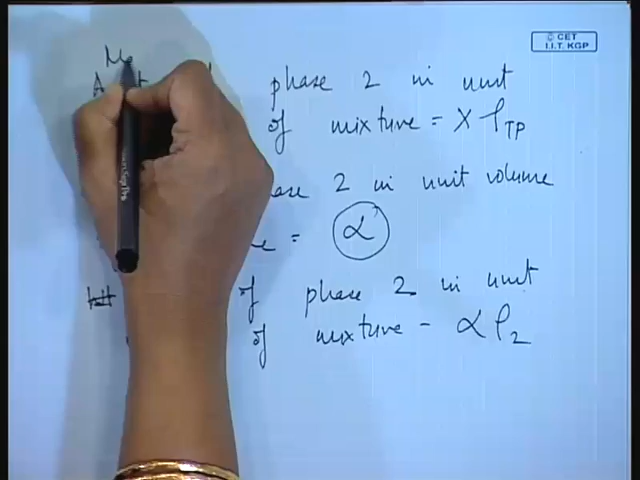 © CET
I.I.T. KGP
phase 2 in unit
of mixture = x ρTP
2 in unit volume
= α
of phase 2 in unit
of mixture - α ρ2